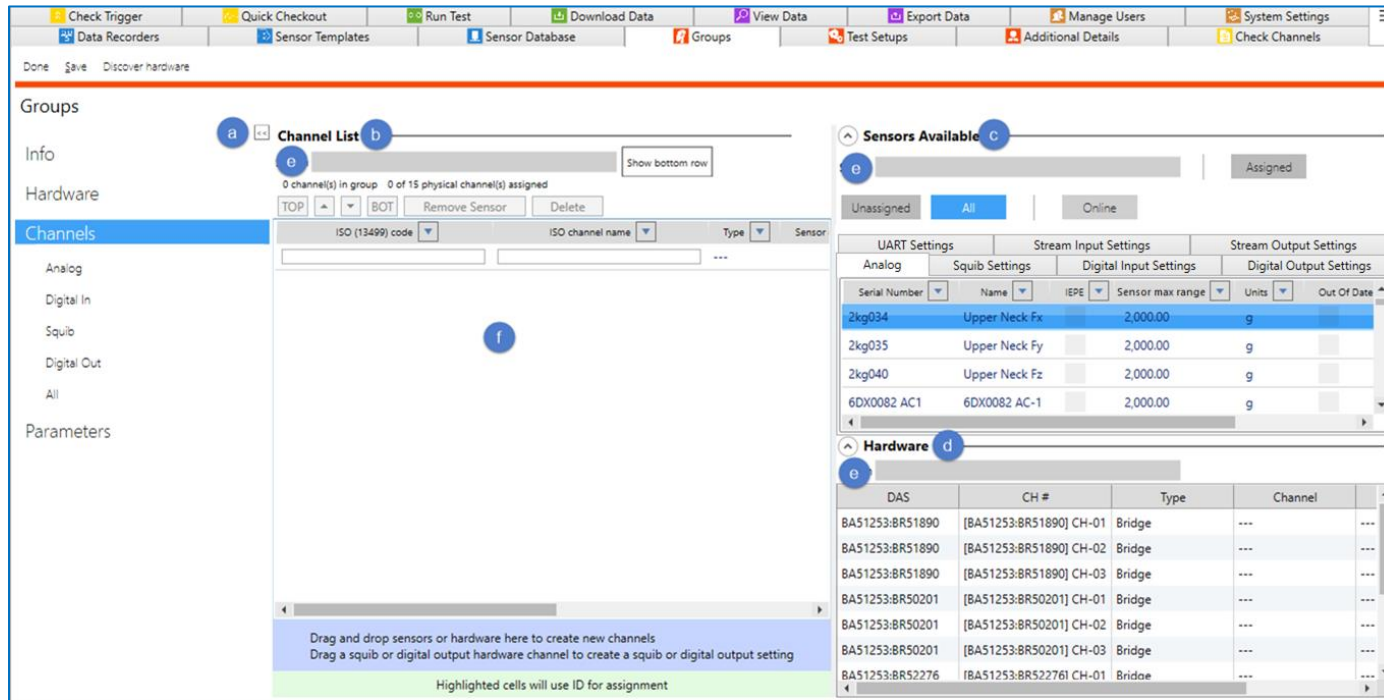 Check Trigger Quick Checkout Run Test Download Data View Data Export Data Manage Users System Settings
Data Recorders Sensor Templates Sensor Database Groups Test Setups Additional Details Check Channels
Done Save Discover hardware
Groups
Info
Hardware
Channels
Analog
Digital In
Squib
Digital Out
All
Parameters
a << Channel List b
e Show bottom row
0 channel(s) in group 0 of 15 physical channel(s) assigned
TOP BOT Remove Sensor Delete
ISO (13499) code ISO channel name Type Sensor
---
f
Drag and drop sensors or hardware here to create new channels
Drag a squib or digital output hardware channel to create a squib or digital output setting
Highlighted cells will use ID for assignment
Sensors Available c
e Assigned
Unassigned All Online
UART Settings Stream Input Settings Stream Output Settings
Analog Squib Settings Digital Input Settings Digital Output Settings
Serial Number Name IEPE Sensor max range Units Out Of Date
2kg034 Upper Neck Fx 2,000.00 g
2kg035 Upper Neck Fy 2,000.00 g
2kg040 Upper Neck Fz 2,000.00 g
6DX0082 AC1 6DX0082 AC-1 2,000.00 g
Hardware d
e
DAS CH # Type Channel
BA51253:BR51890 [BA51253:BR51890] CH-01 Bridge --- ---
BA51253:BR51890 [BA51253:BR51890] CH-02 Bridge --- ---
BA51253:BR51890 [BA51253:BR51890] CH-03 Bridge --- ---
BA51253:BR50201 [BA51253:BR50201] CH-01 Bridge --- ---
BA51253:BR50201 [BA51253:BR50201] CH-02 Bridge --- ---
BA51253:BR50201 [BA51253:BR50201] CH-03 Bridge --- ---
BA51253:BR52276 [BA51253:BR52276] CH-01 Bridge --- ---